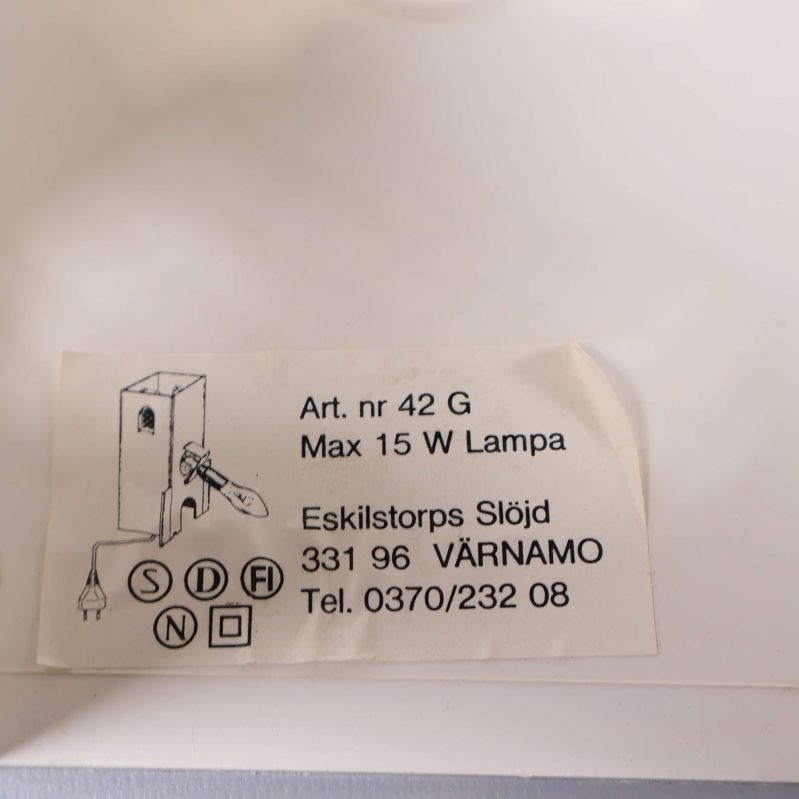 Art. nr 42 G
Max 15 W Lampa
Eskilstorps Slöjd
331 96 VÄRNAMO
Tel. 0370/232 08
S D FI
N